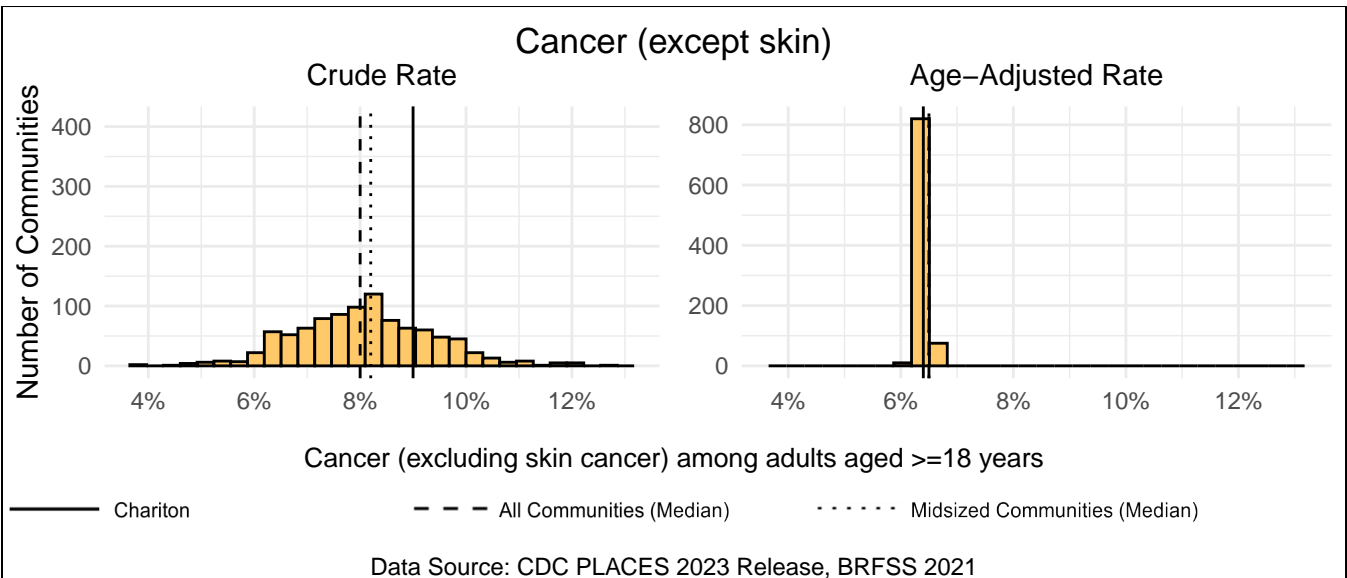 Cancer (except skin)
Crude Rate
Age−Adjusted Rate
Number of Communities
400
300
200
100
0
4%
6%
8%
10%
12%
800
600
400
200
0
4%
6%
8%
10%
12%
Cancer (excluding skin cancer) among adults aged >=18 years
Chariton
All Communities (Median)
Midsized Communities (Median)
Data Source: CDC PLACES 2023 Release, BRFSS 2021